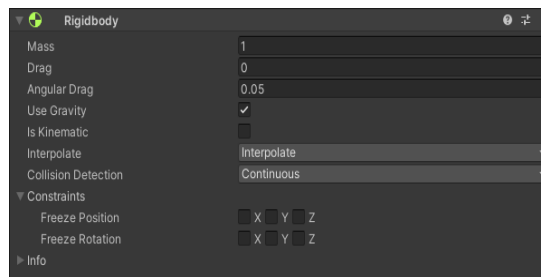 Rigidbody
Mass 1
Drag 0
Angular Drag 0.05
Use Gravity
Is Kinematic
Interpolate Interpolate
Collision Detection Continuous
Constraints
Freeze Position X Y Z
Freeze Rotation X Y Z
Info